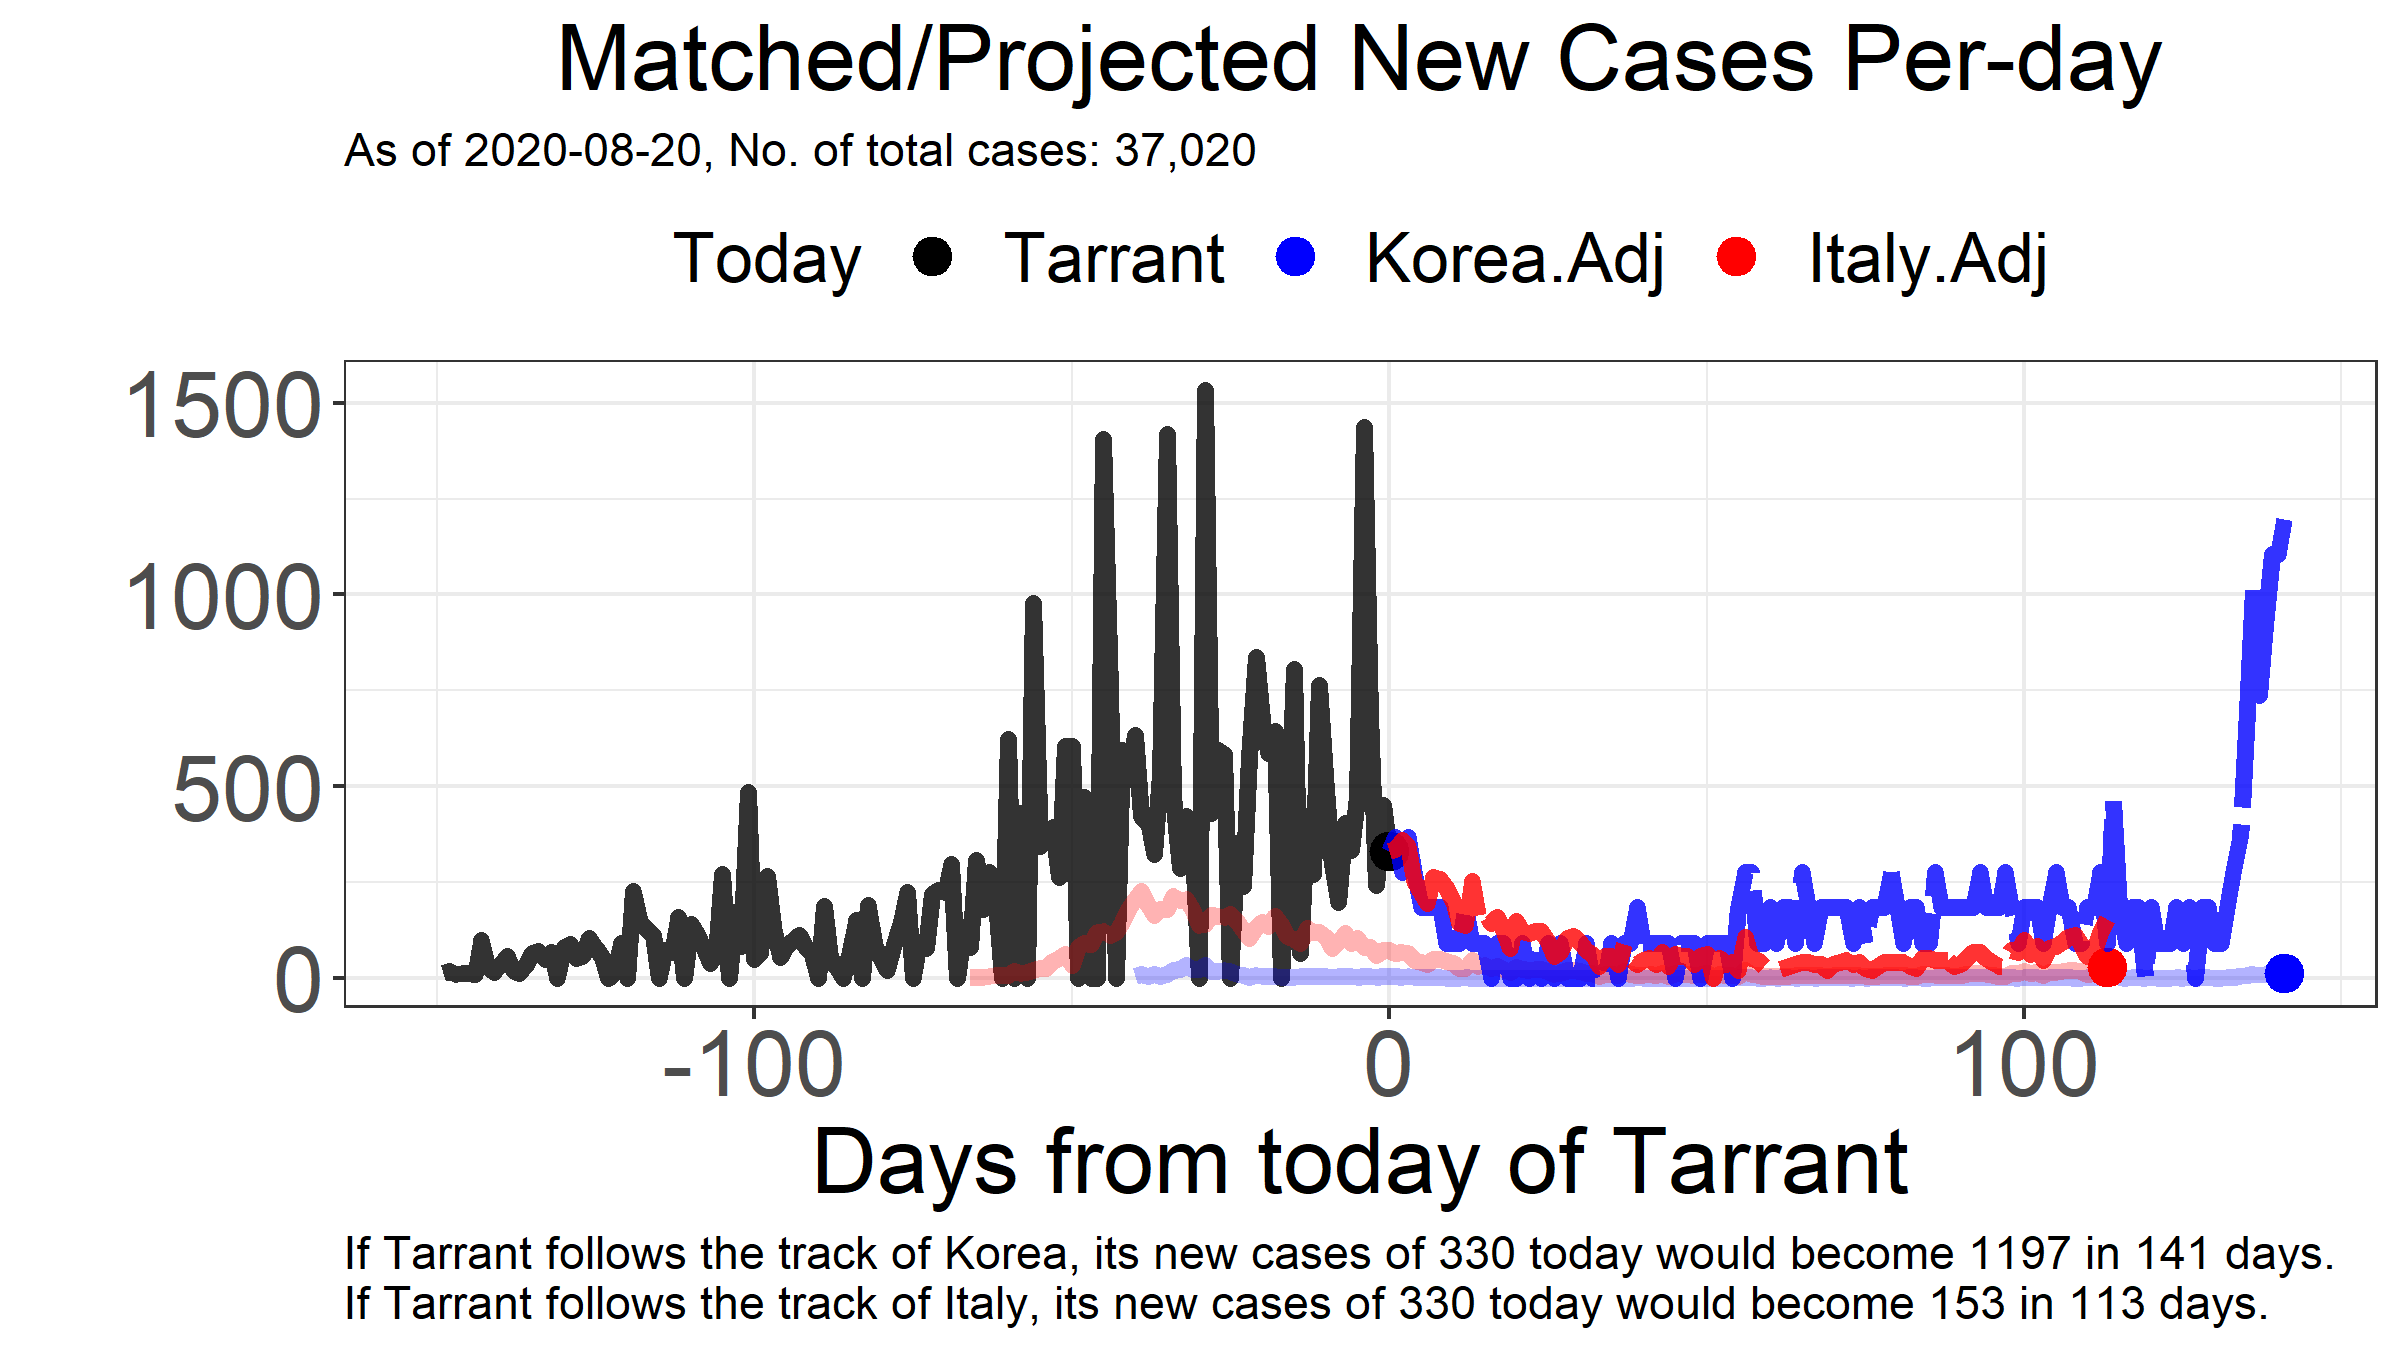 Matched/Projected New Cases Per-day
As of 2020-08-20, No. of total cases: 37,020
Today Tarrant Korea.Adj Italy.Adj
1500
1000
500
0
-100 0 100
Days from today of Tarrant
If Tarrant follows the track of Korea, its new cases of 330 today would become 1197 in 141 days.
If Tarrant follows the track of Italy, its new cases of 330 today would become 153 in 113 days.